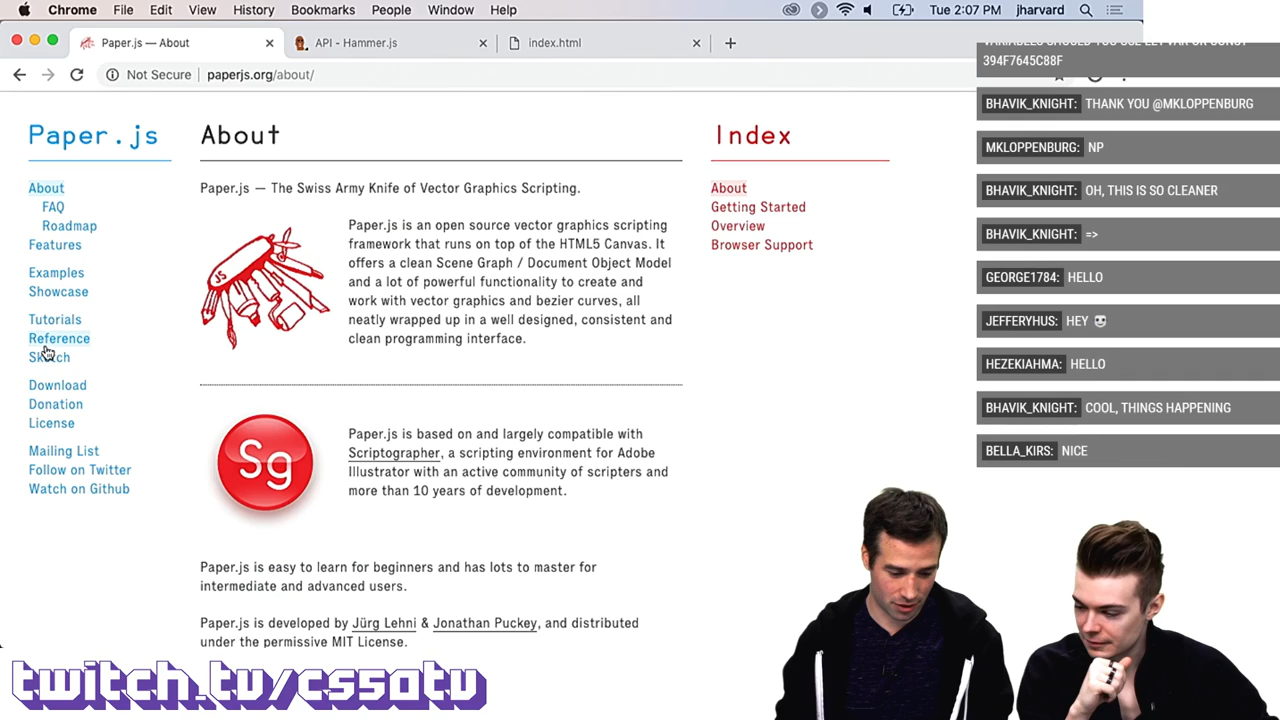 Chrome File Edit View History Bookmarks People Window Help
Tue 2:07 PM jharvard
Paper.js — About
API - Hammer.js
index.html
Not Secure paperjs.org/about/
Paper.js
About
FAQ
Roadmap
Features
Examples
Showcase
Tutorials
Reference
Sketch
Download
Donation
License
Mailing List
Follow on Twitter
Watch on Github
About
Paper.js — The Swiss Army Knife of Vector Graphics Scripting.
JS
Paper.js is an open source vector graphics scripting
framework that runs on top of the HTML5 Canvas. It
offers a clean Scene Graph / Document Object Model
and a lot of powerful functionality to create and
work with vector graphics and bezier curves, all
neatly wrapped up in a well designed, consistent and
clean programming interface.
Sg
Paper.js is based on and largely compatible with
Scriptographer, a scripting environment for Adobe
Illustrator with an active community of scripters and
more than 10 years of development.
Paper.js is easy to learn for beginners and has lots to master for
intermediate and advanced users.
Paper.js is developed by Jürg Lehni & Jonathan Puckey, and distributed
under the permissive MIT License.
Index
About
Getting Started
Overview
Browser Support
394F7645C88F
BHAVIK_KNIGHT: THANK YOU @MKLOPPENBURG
MKLOPPENBURG: NP
BHAVIK_KNIGHT: OH, THIS IS SO CLEANER
BHAVIK_KNIGHT: =>
GEORGE1784: HELLO
JEFFERYHUS: HEY
HEZEKIAHMA: HELLO
BHAVIK_KNIGHT: COOL, THINGS HAPPENING
BELLA_KIRS: NICE
twitch.tv/cs50tv